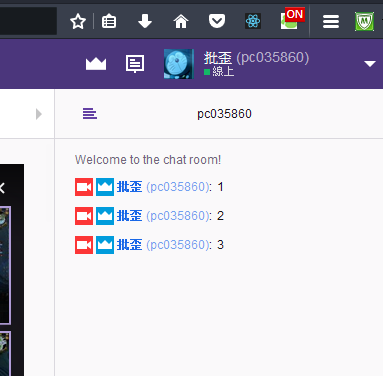 ON
批歪 (pc035860)
線上
pc035860
Welcome to the chat room!
批歪 (pc035860): 1
批歪 (pc035860): 2
批歪 (pc035860): 3